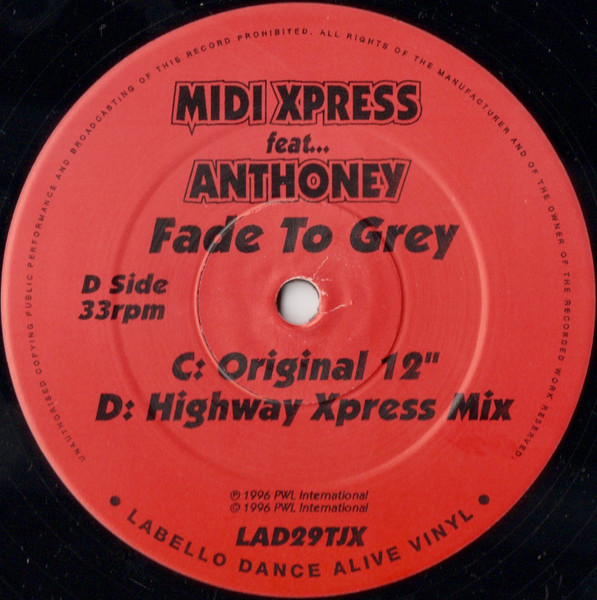 UNAUTHORISED COPYING PUBLIC PERFORMANCE AND BROADCASTING OF THIS RECORD PROHIBITED. ALL RIGHTS OF THE MANUFACTURER AND OF THE OWNER OF THE RECORDED WORK RESERVED.
MIDI XPRESS
feat...
ANTHONEY
Fade To Grey
D Side
33rpm
C: Original 12"
D: Highway Xpress Mix
℗ 1996 PWL International
© 1996 PWL International
LAD29TJX
• LABELLO DANCE ALIVE VINYL •